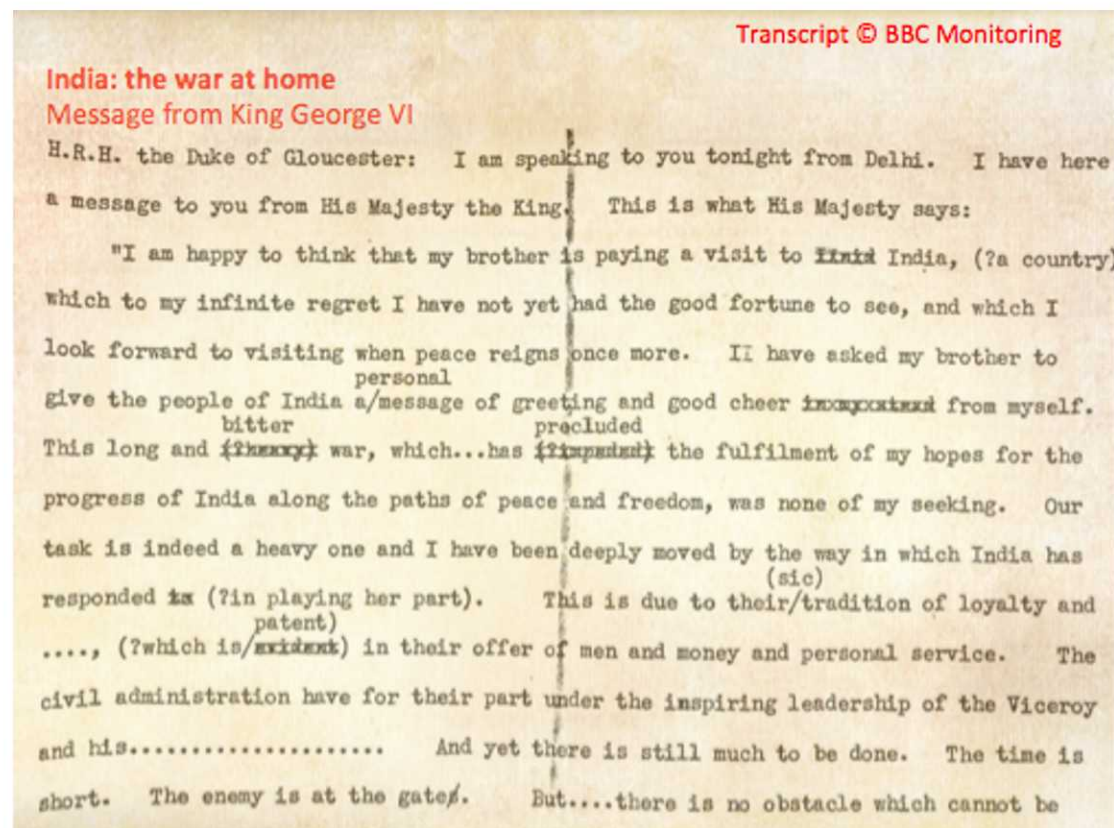 Transcript © BBC Monitoring
India: the war at home
Message from King George VI
H.R.H. the Duke of Gloucester: I am speaking to you tonight from Delhi. I have here
a message to you from His Majesty the King. This is what His Majesty says:
"I am happy to think that my brother is paying a visit to India, (?a country)
which to my infinite regret I have not yet had the good fortune to see, and which I
look forward to visiting when peace reigns once more. II have asked my brother to
personal
give the people of India a/message of greeting and good cheer from myself.
bitter precluded
This long and war, which...has the fulfilment of my hopes for the
progress of India along the paths of peace and freedom, was none of my seeking. Our
task is indeed a heavy one and I have been deeply moved by the way in which India has
(sic)
responded (?in playing her part). This is due to their/tradition of loyalty and
patent)
...., (?which is/) in their offer of men and money and personal service. The
civil administration have for their part under the inspiring leadership of the Viceroy
and his..................... And yet there is still much to be done. The time is
short. The enemy is at the gate. But....there is no obstacle which cannot be